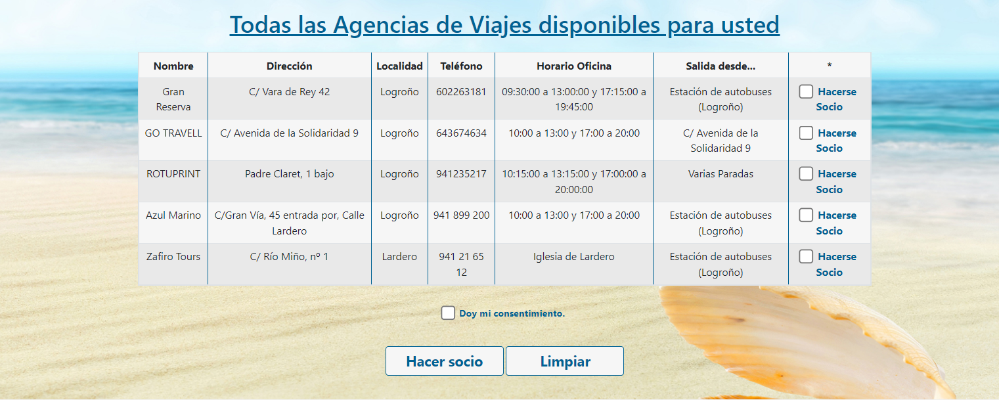 Todas las Agencias de Viajes disponibles para usted
Nombre Dirección Localidad Teléfono Horario Oficina Salida desde... *
Gran Reserva C/ Vara de Rey 42 Logroño 602263181 09:30:00 a 13:00:00 y 17:15:00 a 19:45:00 Estación de autobuses (Logroño) Hacerse Socio
GO TRAVELL C/ Avenida de la Solidaridad 9 Logroño 643674634 10:00 a 13:00 y 17:00 a 20:00 C/ Avenida de la Solidaridad 9 Hacerse Socio
ROTUPRINT Padre Claret, 1 bajo Logroño 941235217 10:15:00 a 13:15:00 y 17:00:00 a 20:00:00 Varias Paradas Hacerse Socio
Azul Marino C/Gran Vía, 45 entrada por, Calle Lardero Logroño 941 899 200 10:00 a 13:00 y 17:00 a 20:00 Estación de autobuses (Logroño) Hacerse Socio
Zafiro Tours C/ Río Miño, nº 1 Lardero 941 21 65 12 Iglesia de Lardero Estación de autobuses (Logroño) Hacerse Socio
Doy mi consentimiento.
Hacer socio Limpiar